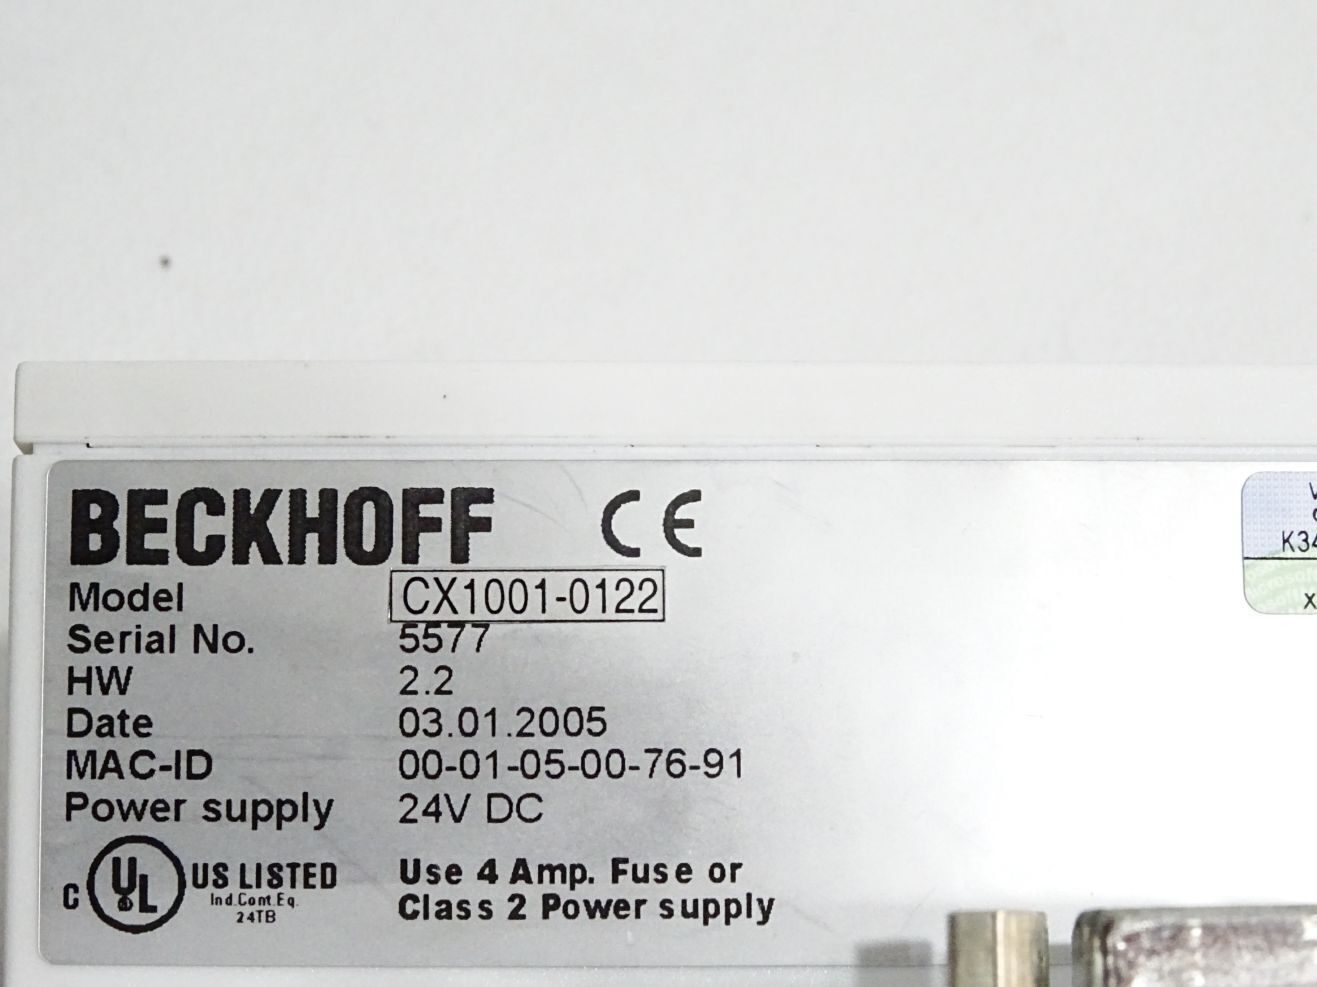 BECKHOFF CE
Model CX1001-0122
Serial No. 5577
HW 2.2
Date 03.01.2005
MAC-ID 00-01-05-00-76-91
Power supply 24V DC
C UL US LISTED
Ind.Cont.Eq.
24TB
Use 4 Amp. Fuse or
Class 2 Power supply
K34
X